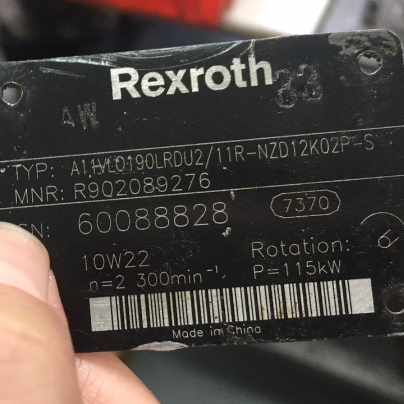 Rexroth
4W
TYP: A11VLO190LRDU2/11R-NZD12K02P-S
MNR: R902089276
SN: 60088828 7370
10W22 Rotation:
n=2 300min⁻¹ P=115kW
Made in China